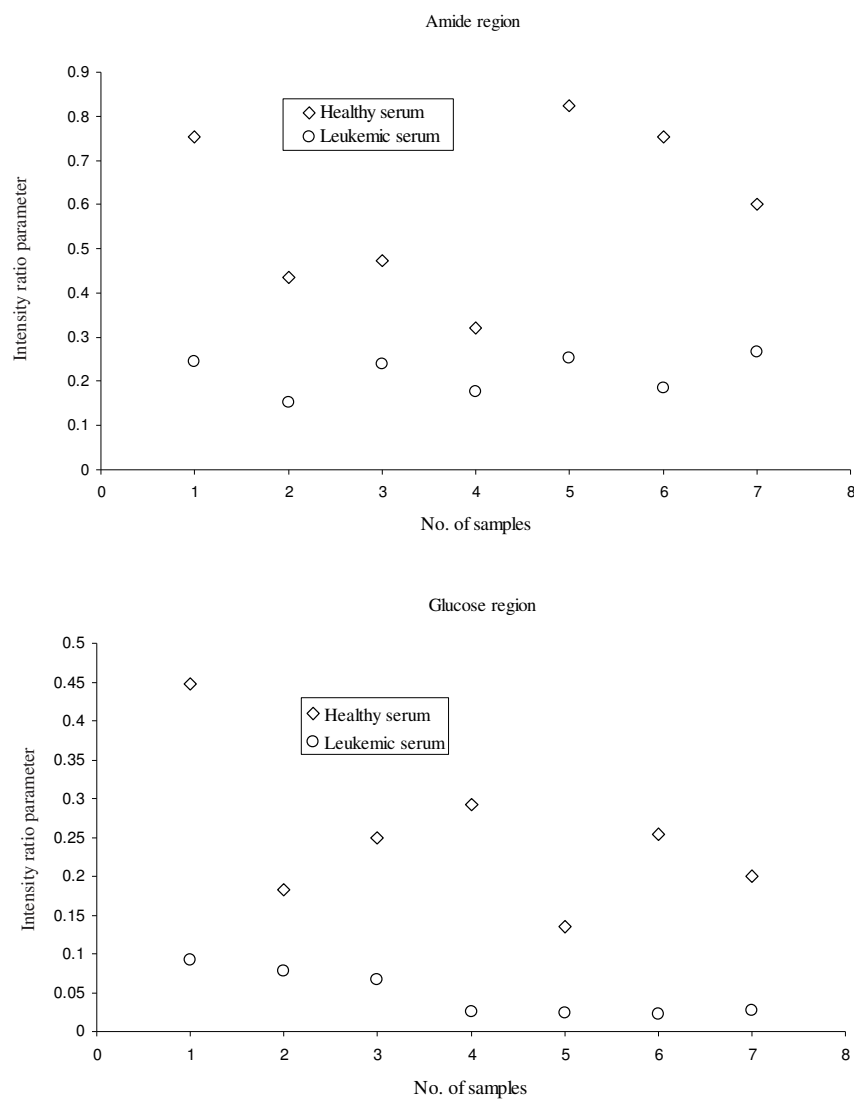 Amide region
0.9
0.8
0.7
0.6
0.5
0.4
0.3
0.2
0.1
0
Intensity ratio parameter
Healthy serum
Leukemic serum
0 1 2 3 4 5 6 7 8
No. of samples
Glucose region
0.5
0.45
0.4
0.35
0.3
0.25
0.2
0.15
0.1
0.05
0
Intensity ratio parameter
Healthy serum
Leukemic serum
0 1 2 3 4 5 6 7 8
No. of samples